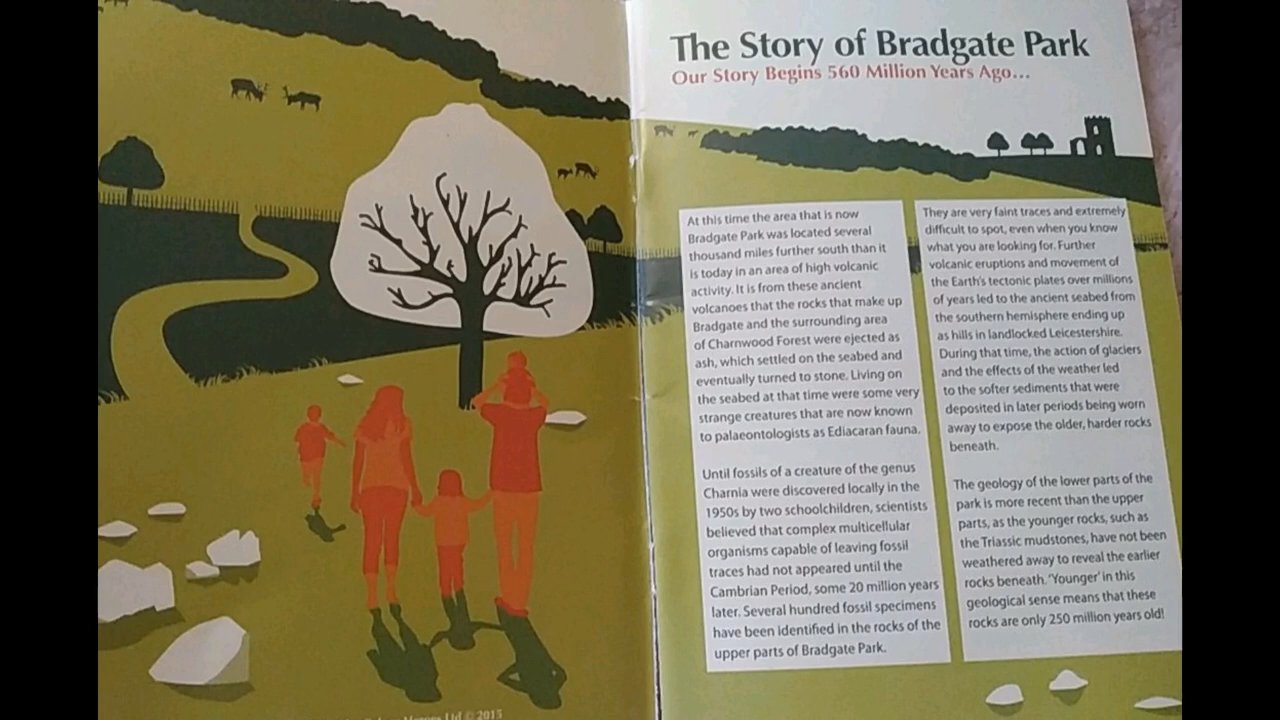 The Story of Bradgate Park
Our Story Begins 560 Million Years Ago...
At this time the area that is now
Bradgate Park was located several
thousand miles further south than it
is today in an area of high volcanic
activity. It is from these ancient
volcanoes that the rocks that make up
Bradgate and the surrounding area
of Charnwood Forest were ejected as
ash, which settled on the seabed and
eventually turned to stone. Living on
the seabed at that time were some very
strange creatures that are now known
to palaeontologists as Ediacaran fauna.
Until fossils of a creature of the genus
Charnia were discovered locally in the
1950s by two schoolchildren, scientists
believed that complex multicellular
organisms capable of leaving fossil
traces had not appeared until the
Cambrian Period, some 20 million years
later. Several hundred fossil specimens
have been identified in the rocks of the
upper parts of Bradgate Park.
They are very faint traces and extremely
difficult to spot, even when you know
what you are looking for. Further
volcanic eruptions and movement of
the Earth's tectonic plates over millions
of years led to the ancient seabed from
the southern hemisphere ending up
as hills in landlocked Leicestershire.
During that time, the action of glaciers
and the effects of the weather led
to the softer sediments that were
deposited in later periods being worn
away to expose the older, harder rocks
beneath.
The geology of the lower parts of the
park is more recent than the upper
parts, as the younger rocks, such as
the Triassic mudstones, have not been
weathered away to reveal the earlier
rocks beneath. 'Younger' in this
geological sense means that these
rocks are only 250 million years old!
Ltd © 2015